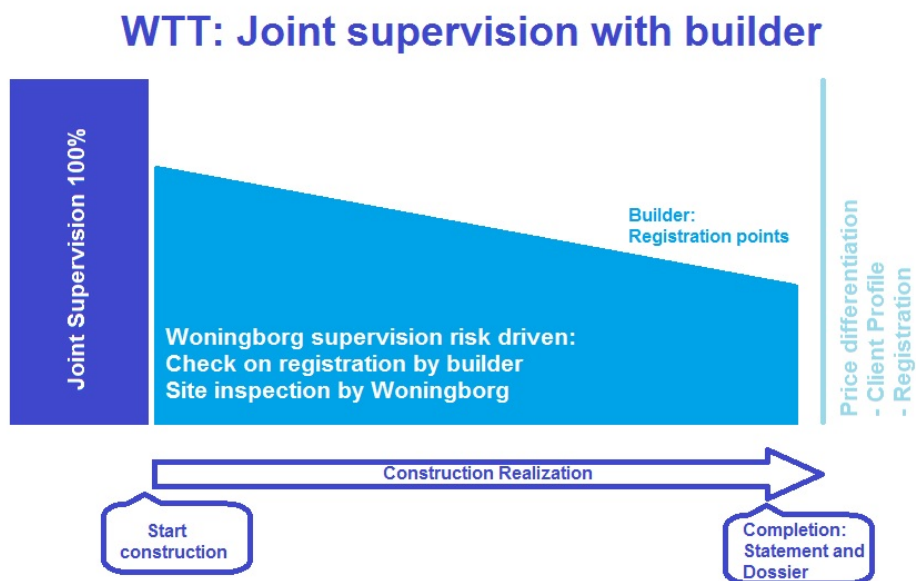 WTT: Joint supervision with builder
Joint Supervision 100%
Builder:
Registration points
Woningborg supervision risk driven:
Check on registration by builder
Site inspection by Woningborg
Price differentiation
- Client Profile
- Registration
Construction Realization
Start
construction
Completion:
Statement and
Dossier